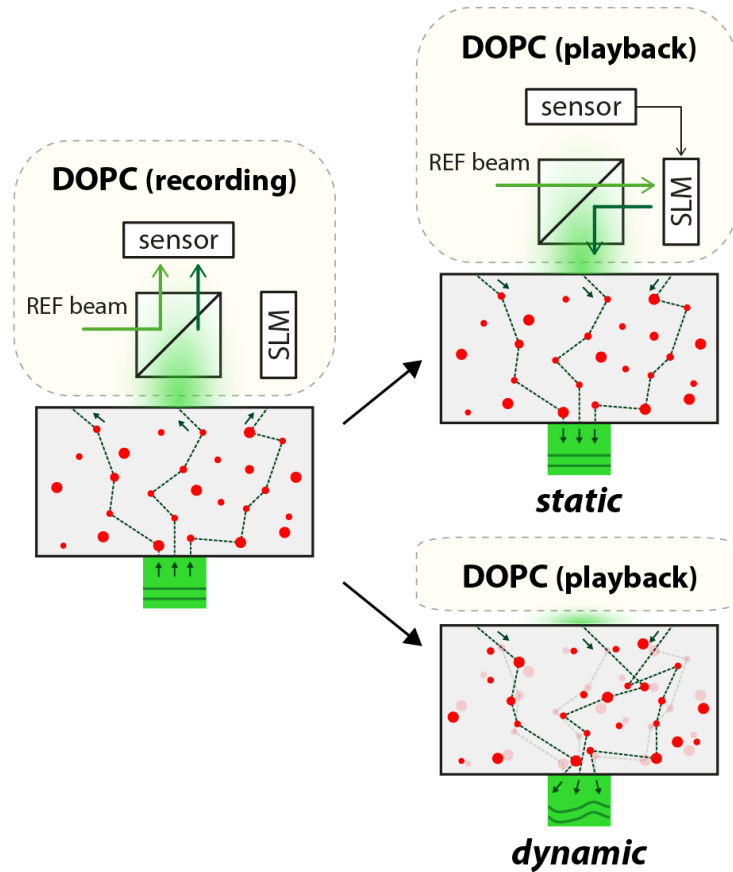 DOPC (recording)
sensor
REF beam
SLM
DOPC (playback)
sensor
REF beam
SLM
static
DOPC (playback)
dynamic